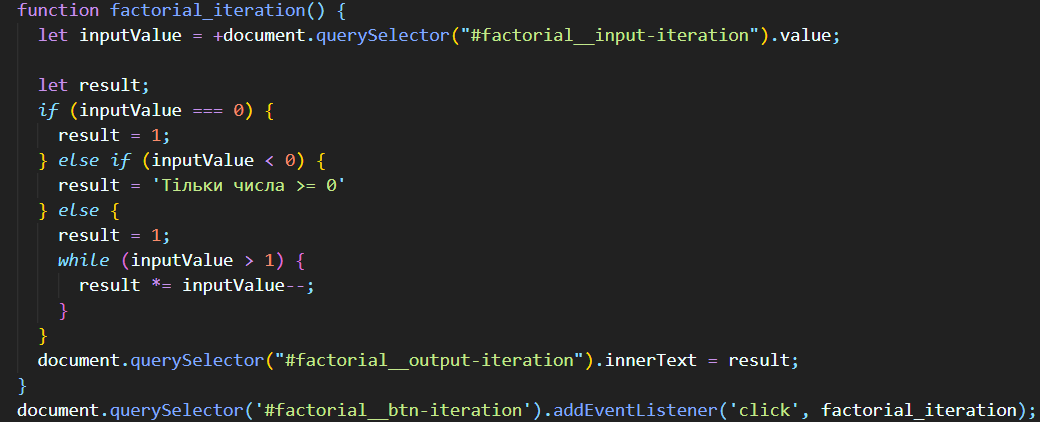 function factorial_iteration() {
let inputValue = +document.querySelector("#factorial__input-iteration").value;
let result;
if (inputValue === 0) {
result = 1;
} else if (inputValue < 0) {
result = 'Тільки числа >= 0'
} else {
result = 1;
while (inputValue > 1) {
result *= inputValue--;
}
}
document.querySelector("#factorial__output-iteration").innerText = result;
}
document.querySelector('#factorial__btn-iteration').addEventListener('click', factorial_iteration);